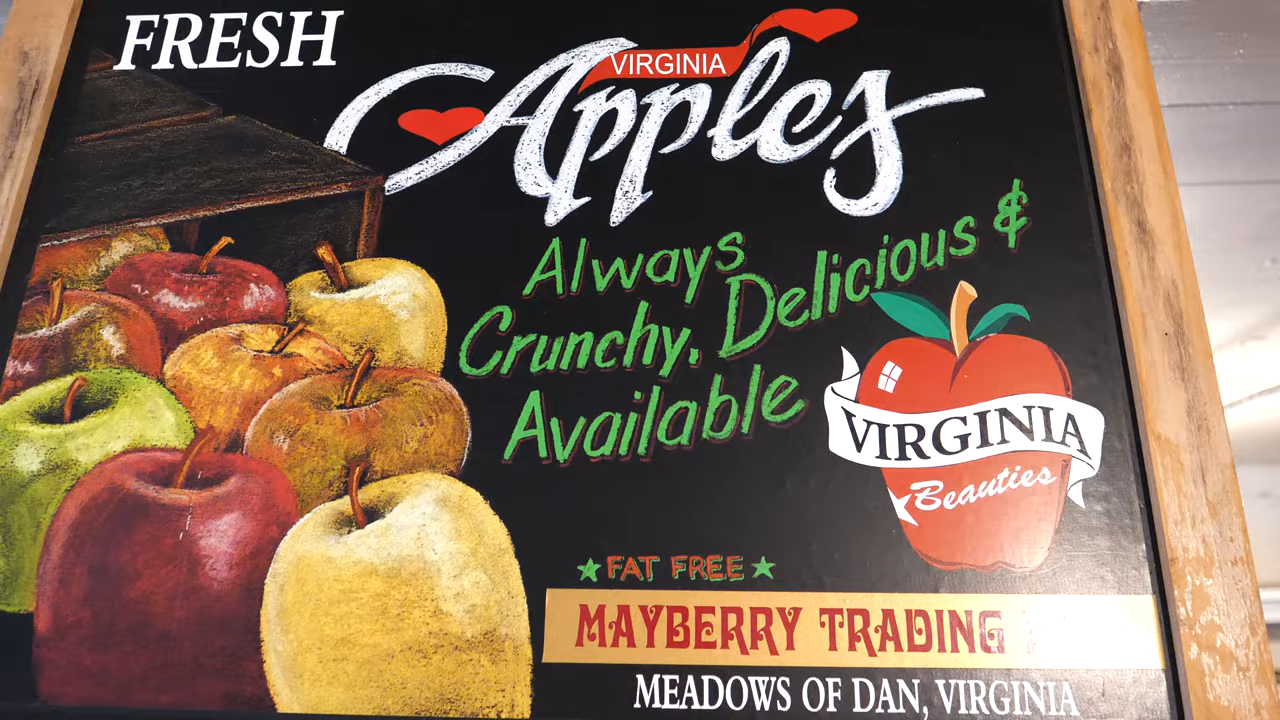 FRESH
VIRGINIA
Apples
Always
Crunchy, Delicious &
Available
VIRGINIA
Beauties
FAT FREE
MAYBERRY TRADING
MEADOWS OF DAN, VIRGINIA